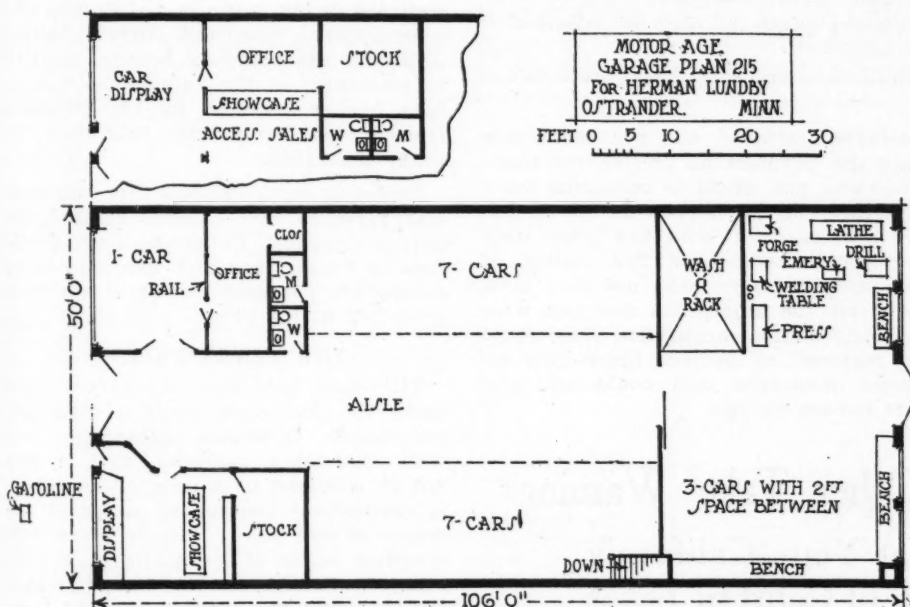 OFFICE
STOCK
CAR
DISPLAY
SHOWCASE
ACCESS. SALES
W
M
MOTOR AGE
GARAGE PLAN 215
FOR HERMAN LUNDBY
OSTRANDER. MINN.
FEET 0 5 10 20 30
50'0"
1-CAR
RAIL
OFFICE
CLOS
M
W
7-CARS
WASH
RACK
FORGE
LATHE
EMERY
DRILL
WELDING
TABLE
PRESS
BENCH
AISLE
GASOLINE
DISPLAY
SHOWCASE
STOCK
7-CARS
DOWN
3-CARS WITH 2FT
SPACE BETWEEN
BENCH
BENCH
106'0"